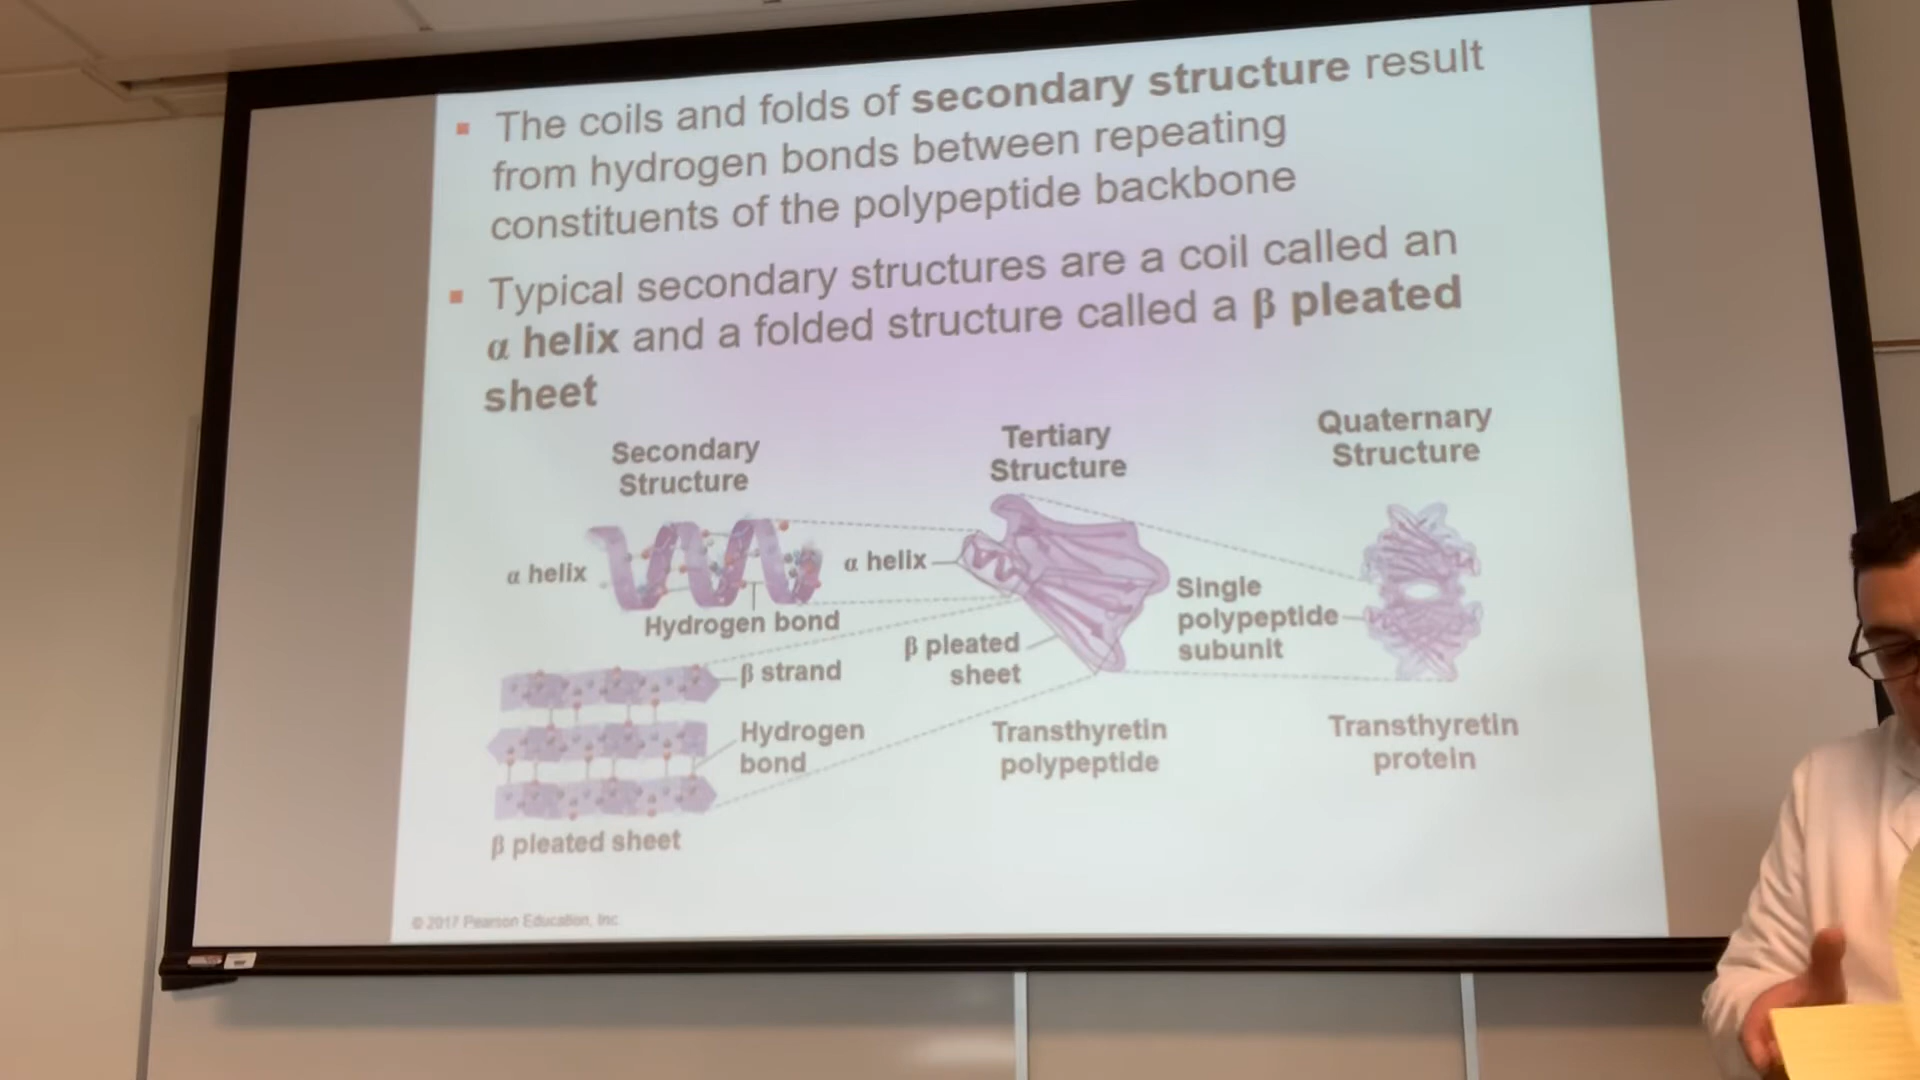 The coils and folds of secondary structure result
from hydrogen bonds between repeating
constituents of the polypeptide backbone
Typical secondary structures are a coil called an
α helix and a folded structure called a β pleated
sheet
Secondary
Structure
Tertiary
Structure
Quaternary
Structure
α helix
Hydrogen bond
α helix
Single
polypeptide
subunit
β pleated
sheet
β strand
Hydrogen
bond
β pleated sheet
Transthyretin
polypeptide
Transthyretin
protein
© 2017 Pearson Education, Inc